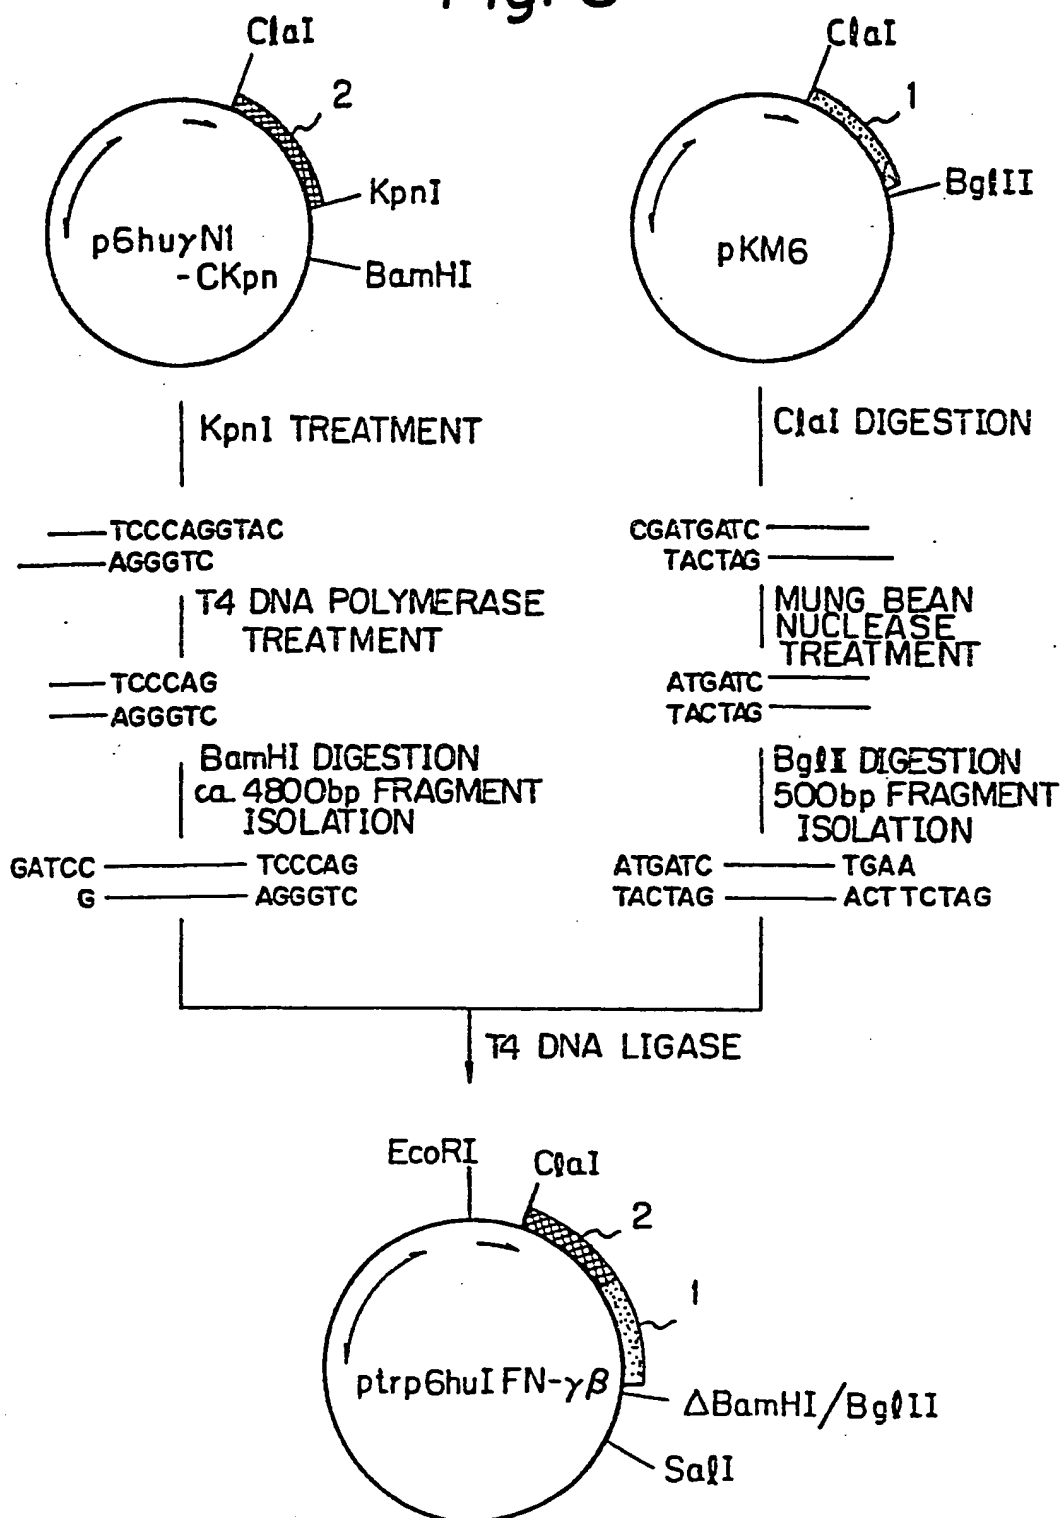 Fig.
ClaI
2
KpnI
BamHI
p6huγN1
-CKpn
ClaI
1
BglII
pKM6
KpnI TREATMENT
TCCCAGGTAC
AGGGTC
T4 DNA POLYMERASE
TREATMENT
TCCCAG
AGGGTC
BamHI DIGESTION
ca. 4800bp FRAGMENT
ISOLATION
GATCC TCCCAG
G AGGGTC
ClaI DIGESTION
CGATGATC
TACTAG
MUNG BEAN
NUCLEASE
TREATMENT
ATGATC
TACTAG
BglII DIGESTION
500bp FRAGMENT
ISOLATION
ATGATC TGAA
TACTAG ACTTCTAG
T4 DNA LIGASE
EcoRI
ClaI
2
1
ptrp6huIFN-γβ
ΔBamHI/BglII
SalI